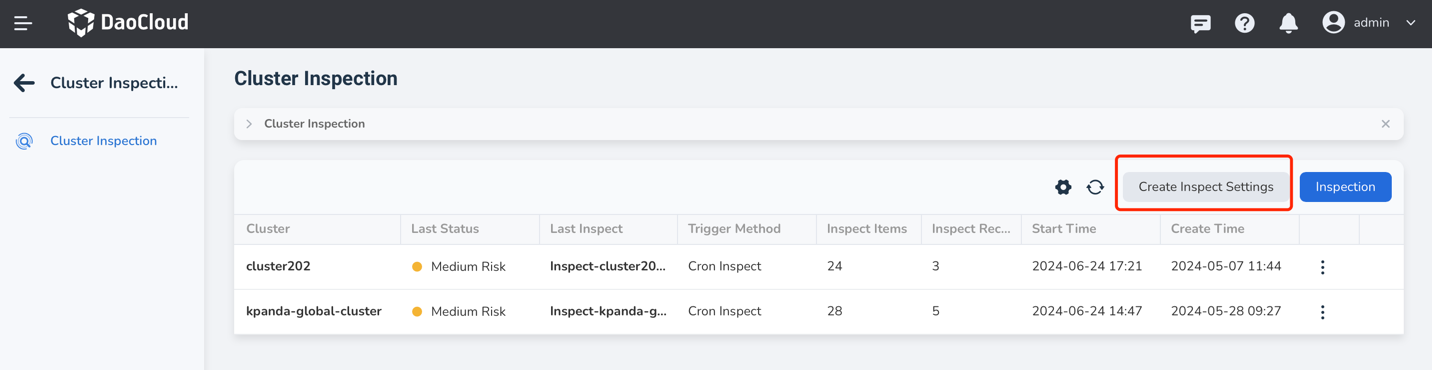 DaoCloud
admin
Cluster Inspecti...
Cluster Inspection
Cluster Inspection
Cluster Inspection
Create Inspect Settings Inspection
Cluster Last Status Last Inspect Trigger Method Inspect Items Inspect Rec... Start Time Create Time
cluster202 Medium Risk Inspect-cluster20... Cron Inspect 24 3 2024-06-24 17:21 2024-05-07 11:44
kpanda-global-cluster Medium Risk Inspect-kpanda-g... Cron Inspect 28 5 2024-06-24 14:47 2024-05-28 09:27